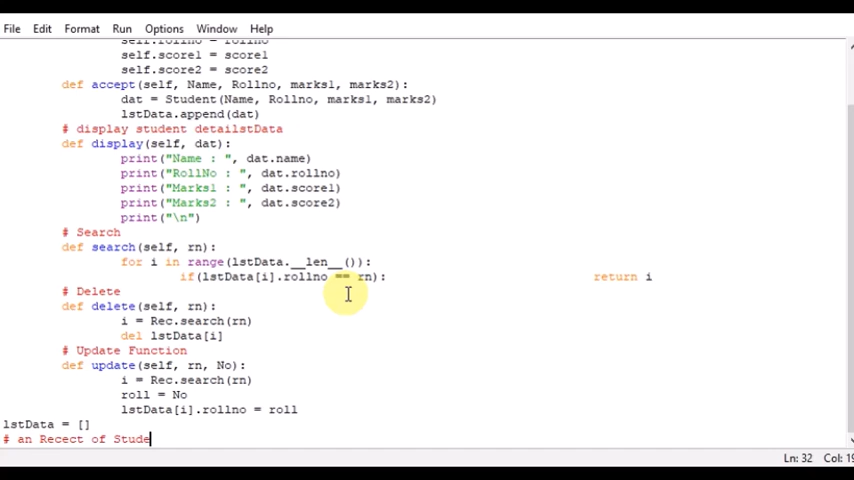 File Edit Format Run Options Window Help
self.rollno = rollno
self.score1 = score1
self.score2 = score2
def accept(self, Name, Rollno, marks1, marks2):
dat = Student(Name, Rollno, marks1, marks2)
lstData.append(dat)
# display student detailstData
def display(self, dat):
print("Name : ", dat.name)
print("RollNo : ", dat.rollno)
print("Marks1 : ", dat.score1)
print("Marks2 : ", dat.score2)
print("\n")
# Search
def search(self, rn):
for i in range(lstData.__len__()):
if(lstData[i].rollno == rn): return i
# Delete
def delete(self, rn):
i = Rec.search(rn)
del lstData[i]
# Update Function
def update(self, rn, No):
i = Rec.search(rn)
roll = No
lstData[i].rollno = roll
lstData = []
# an Recect of Stude
Ln: 32 Col: 19